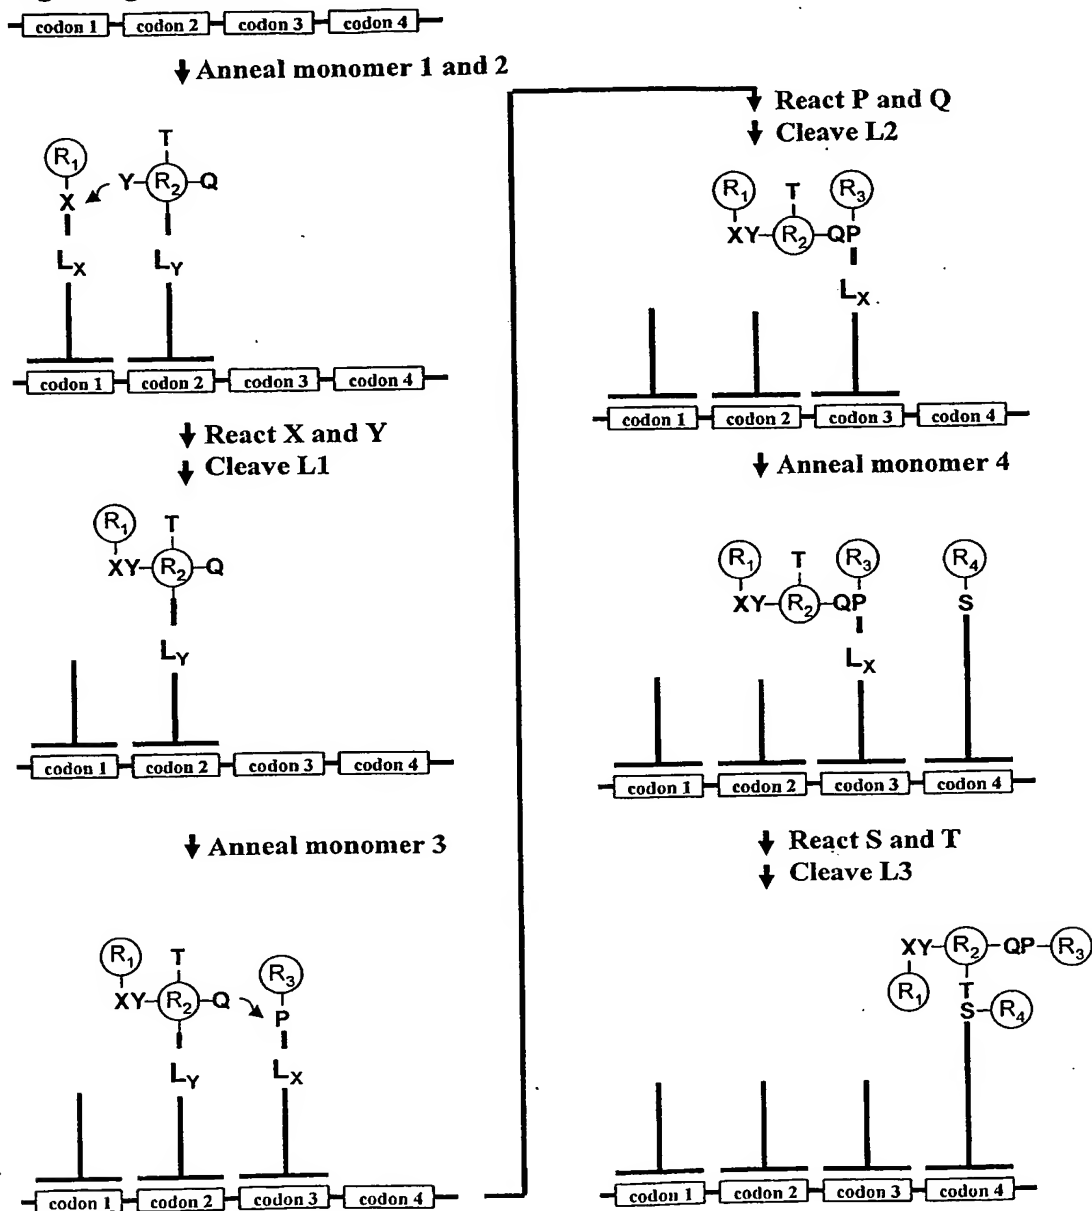 codon 1 codon 2 codon 3 codon 4
Anneal monomer 1 and 2
T
R1
Y R2 Q
X
LX LY
codon 1 codon 2 codon 3 codon 4
React X and Y
Cleave L1
R1 T
XY R2 Q
LY
codon 1 codon 2 codon 3 codon 4
Anneal monomer 3
R1 T
R3
XY R2 Q
P
LY LX
codon 1 codon 2 codon 3 codon 4
React P and Q
Cleave L2
R1 T R3
XY R2 QP
LX
codon 1 codon 2 codon 3 codon 4
Anneal monomer 4
R1 T R3 R4
XY R2 QP S
LX
codon 1 codon 2 codon 3 codon 4
React S and T
Cleave L3
XY R2 QP R3
R1 T
S R4
codon 1 codon 2 codon 3 codon 4